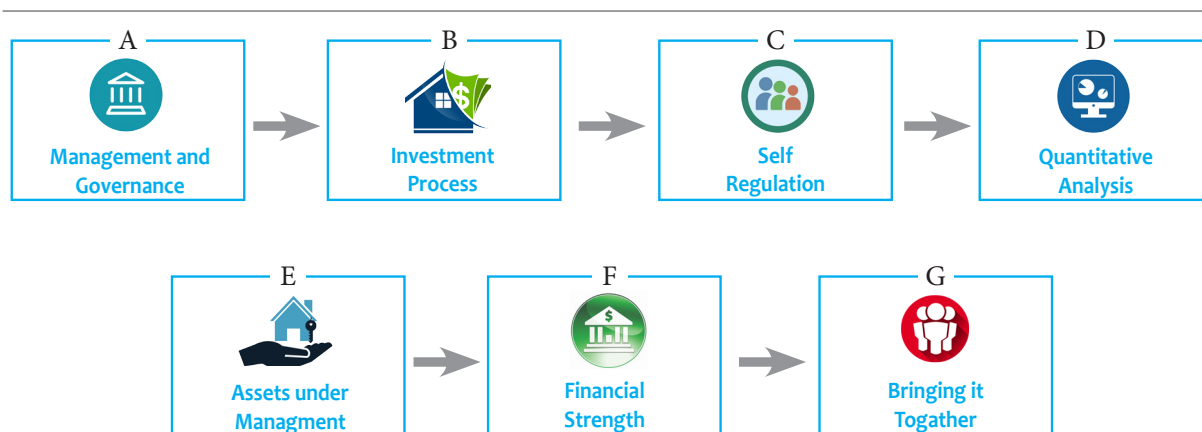 A
Management and
Governance
B
Investment
Process
C
Self
Regulation
D
Quantitative
Analysis
E
Assets under
Managment
F
Financial
Strength
G
Bringing it
Togather